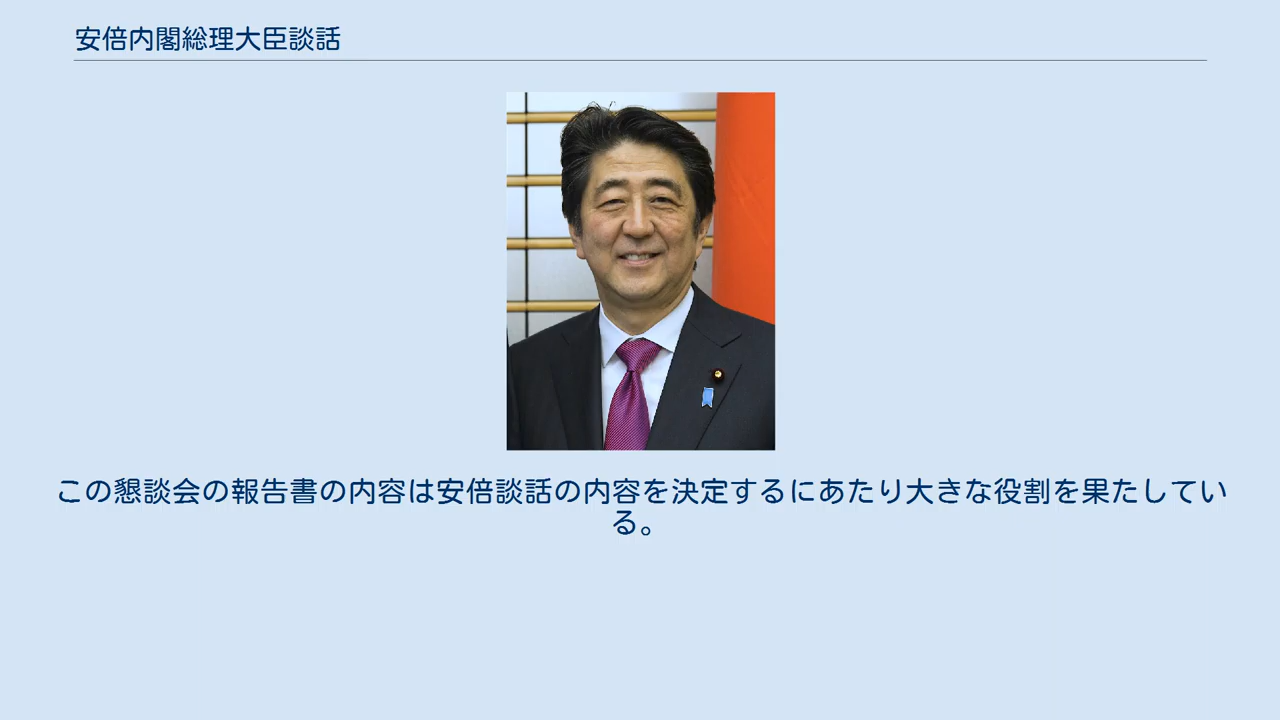 安倍内閣総理大臣談話
この懇談会の報告書の内容は安倍談話の内容を決定するにあたり大きな役割を果たしてい
る。